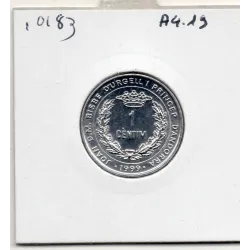 10183
A4.19
JOAN D.M. BISBE D'URGELL I PRINCEP D'ANDORRA
1
CÈNTIM
·1999·